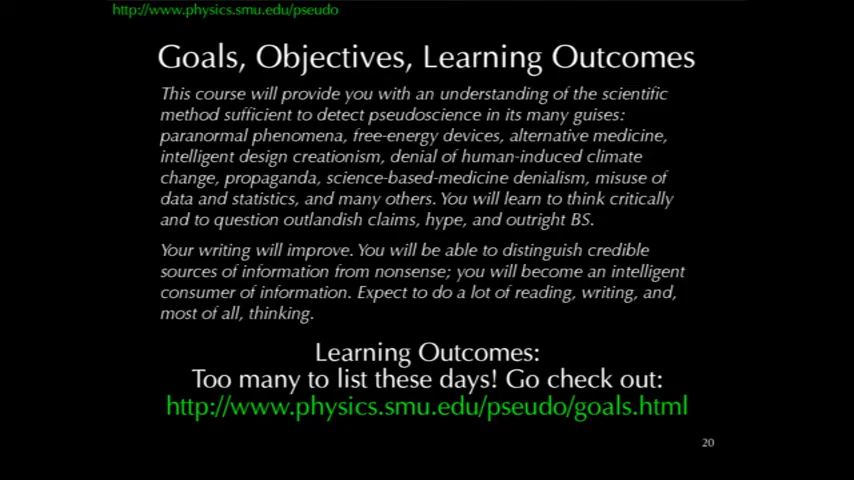 http://www.physics.smu.edu/pseudo
Goals, Objectives, Learning Outcomes
This course will provide you with an understanding of the scientific
method sufficient to detect pseudoscience in its many guises:
paranormal phenomena, free-energy devices, alternative medicine,
intelligent design creationism, denial of human-induced climate
change, propaganda, science-based-medicine denialism, misuse of
data and statistics, and many others. You will learn to think critically
and to question outlandish claims, hype, and outright BS.
Your writing will improve. You will be able to distinguish credible
sources of information from nonsense; you will become an intelligent
consumer of information. Expect to do a lot of reading, writing, and,
most of all, thinking.
Learning Outcomes:
Too many to list these days! Go check out:
http://www.physics.smu.edu/pseudo/goals.html
20